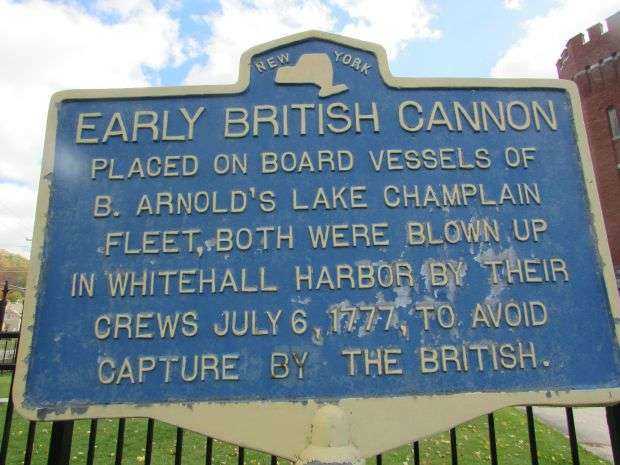 NEW YORK
EARLY BRITISH CANNON
PLACED ON BOARD VESSELS OF
B. ARNOLD'S LAKE CHAMPLAIN
FLEET, BOTH WERE BLOWN UP
IN WHITEHALL HARBOR BY THEIR
CREWS JULY 6, 1777, TO AVOID
CAPTURE BY THE BRITISH.